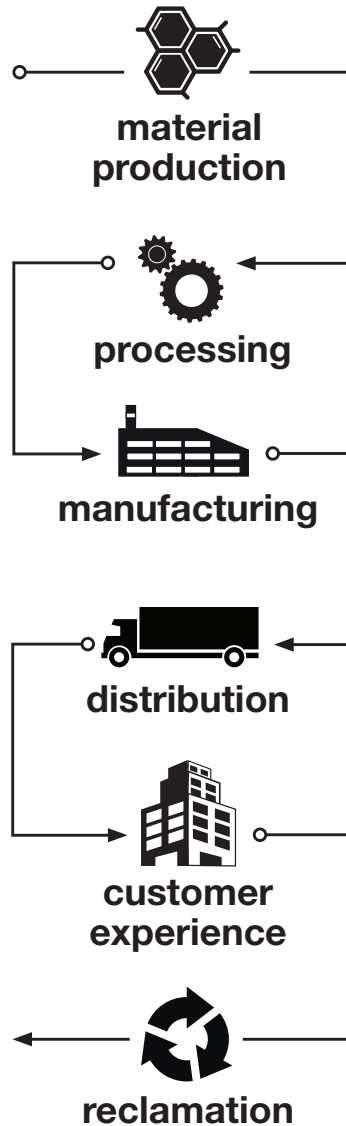 material
production
processing
manufacturing
distribution
customer
experience
reclamation